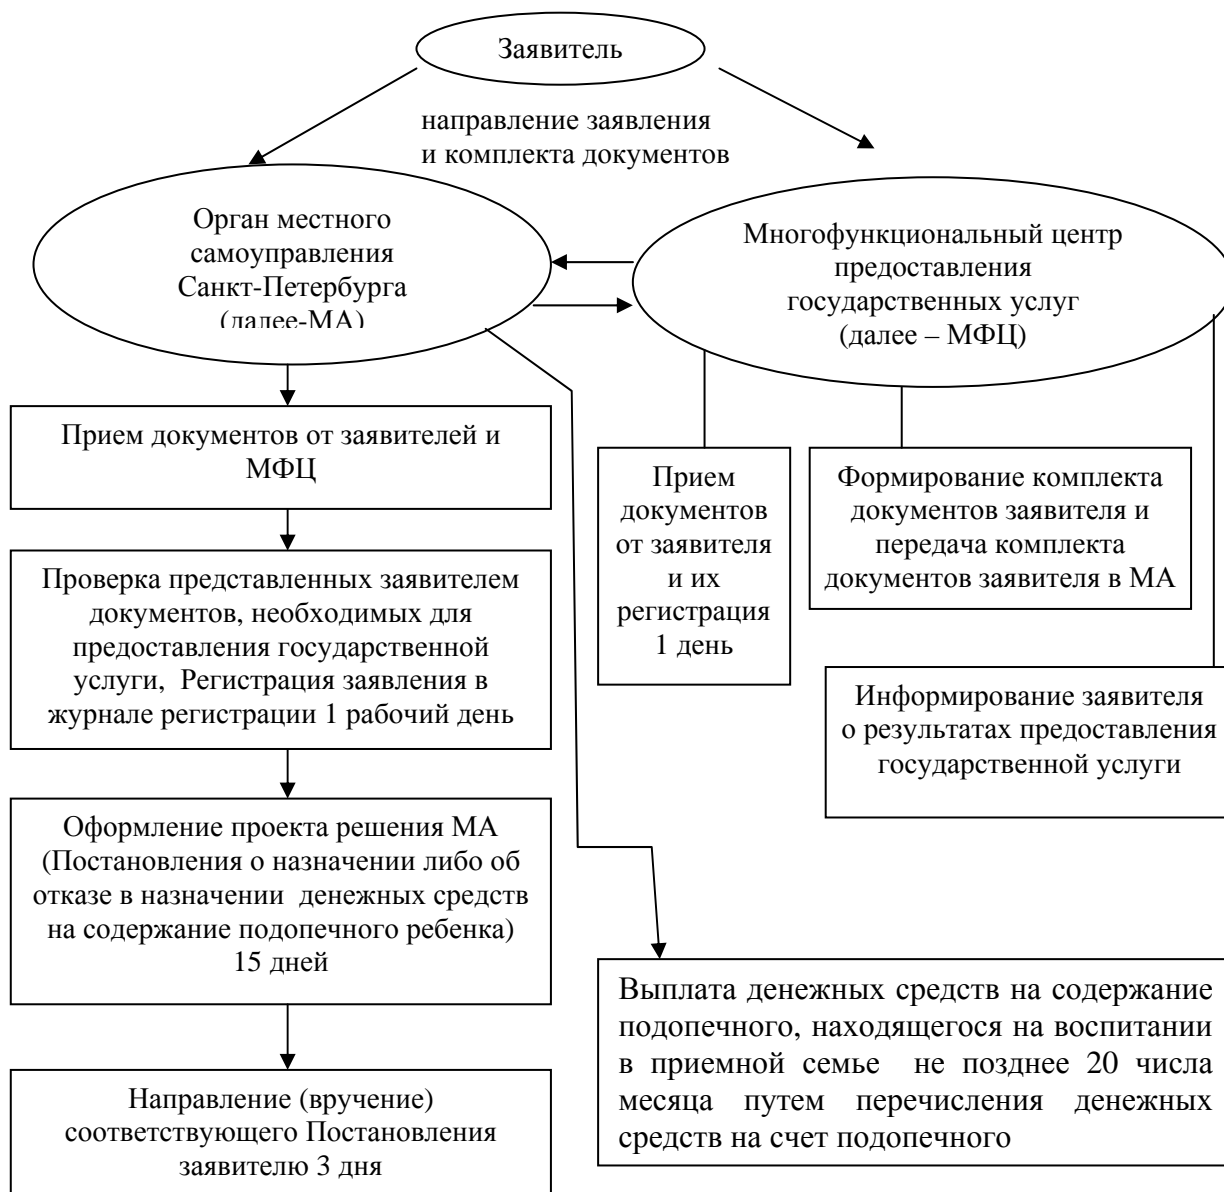 Заявитель
направление заявления
и комплекта документов
Орган местного
самоуправления
Санкт-Петербурга
(далее-МА)
Многофункциональный центр
предоставления
государственных услуг
(далее – МФЦ)
Прием документов от заявителей и
МФЦ
Прием
документов
от заявителя
и их
регистрация
1 день
Формирование комплекта
документов заявителя и
передача комплекта
документов заявителя в МА
Проверка представленных заявителем
документов, необходимых для
предоставления государственной
услуги, Регистрация заявления в
журнале регистрации 1 рабочий день
Информирование заявителя
о результатах предоставления
государственной услуги
Оформление проекта решения МА
(Постановления о назначении либо об
отказе в назначении денежных средств
на содержание подопечного ребенка)
15 дней
Выплата денежных средств на содержание
подопечного, находящегося на воспитании
в приемной семье не позднее 20 числа
месяца путем перечисления денежных
средств на счет подопечного
Направление (вручение)
соответствующего Постановления
заявителю 3 дня